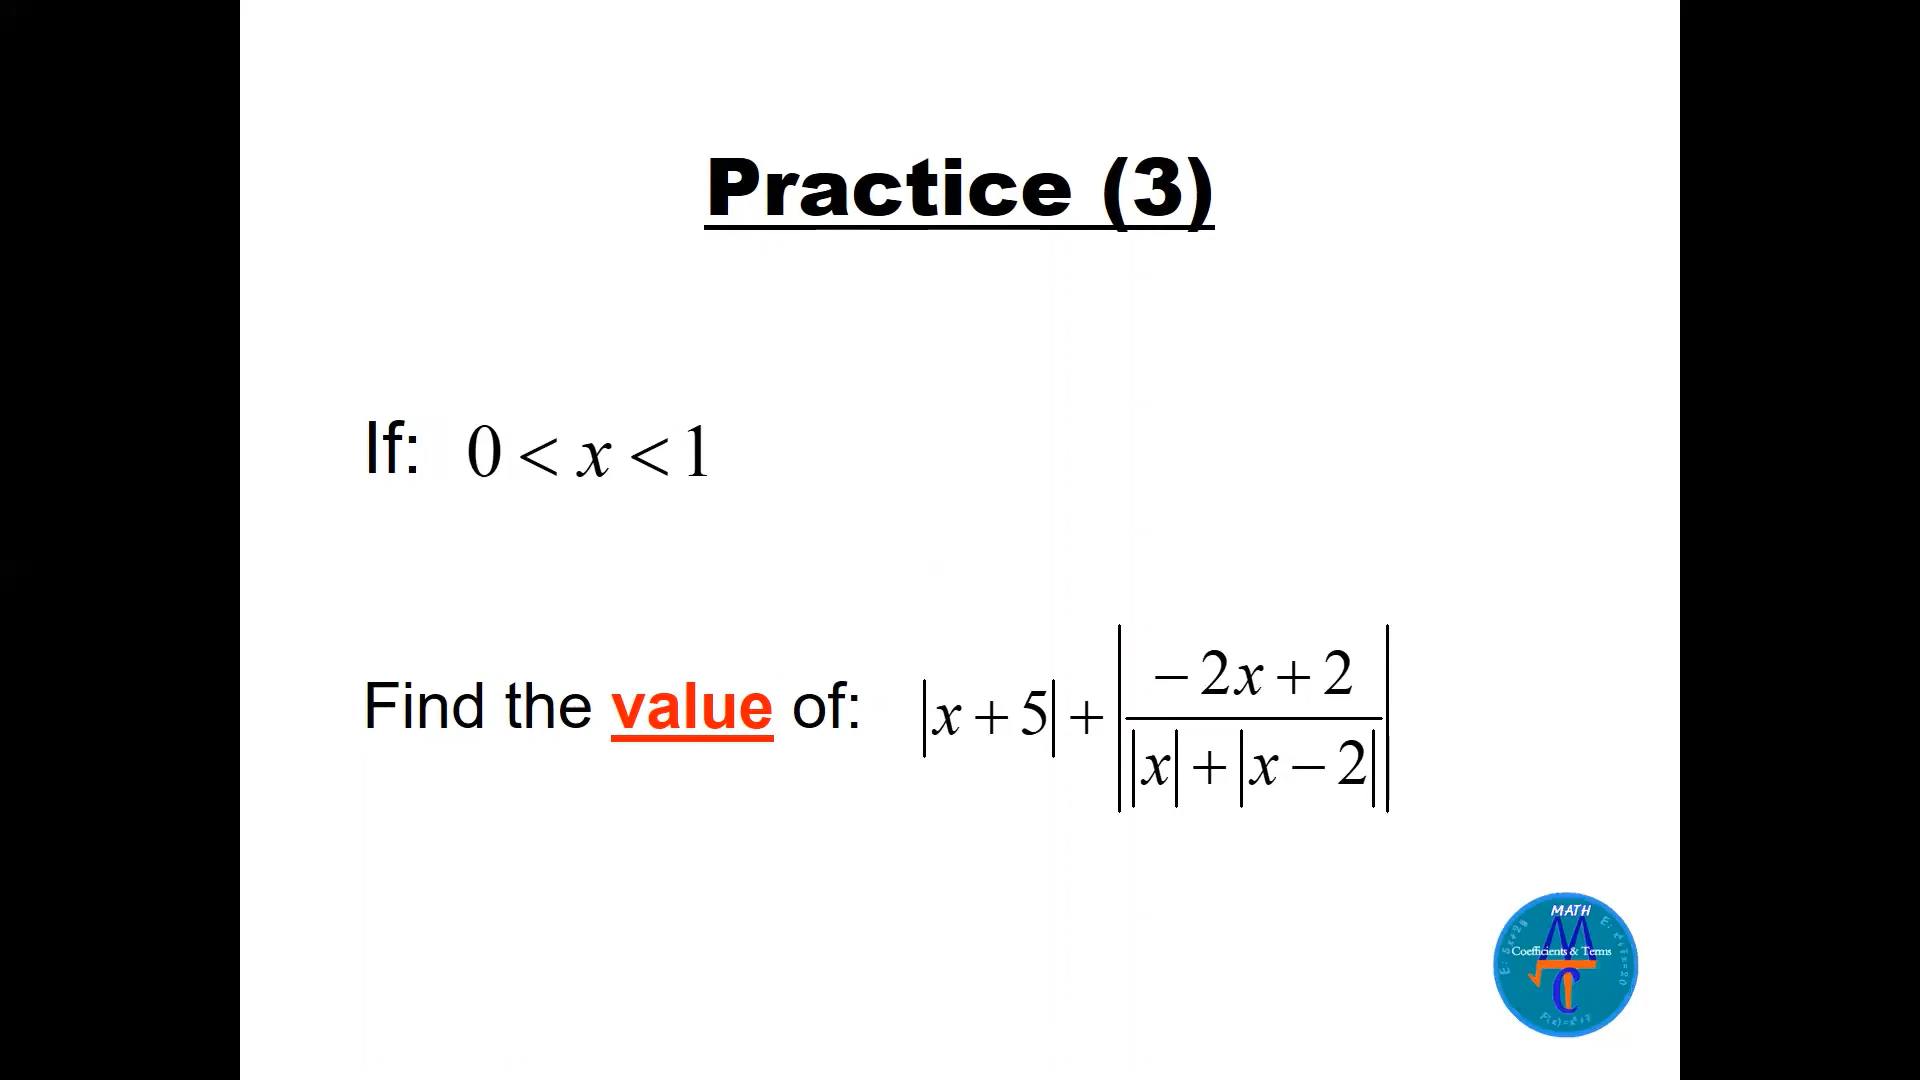 Practice (3)
If: 0 < x < 1
Find the value of: |x + 5| + |(−2x + 2) / (|x| + |x − 2|)|
MATH
Coefficients & Terms